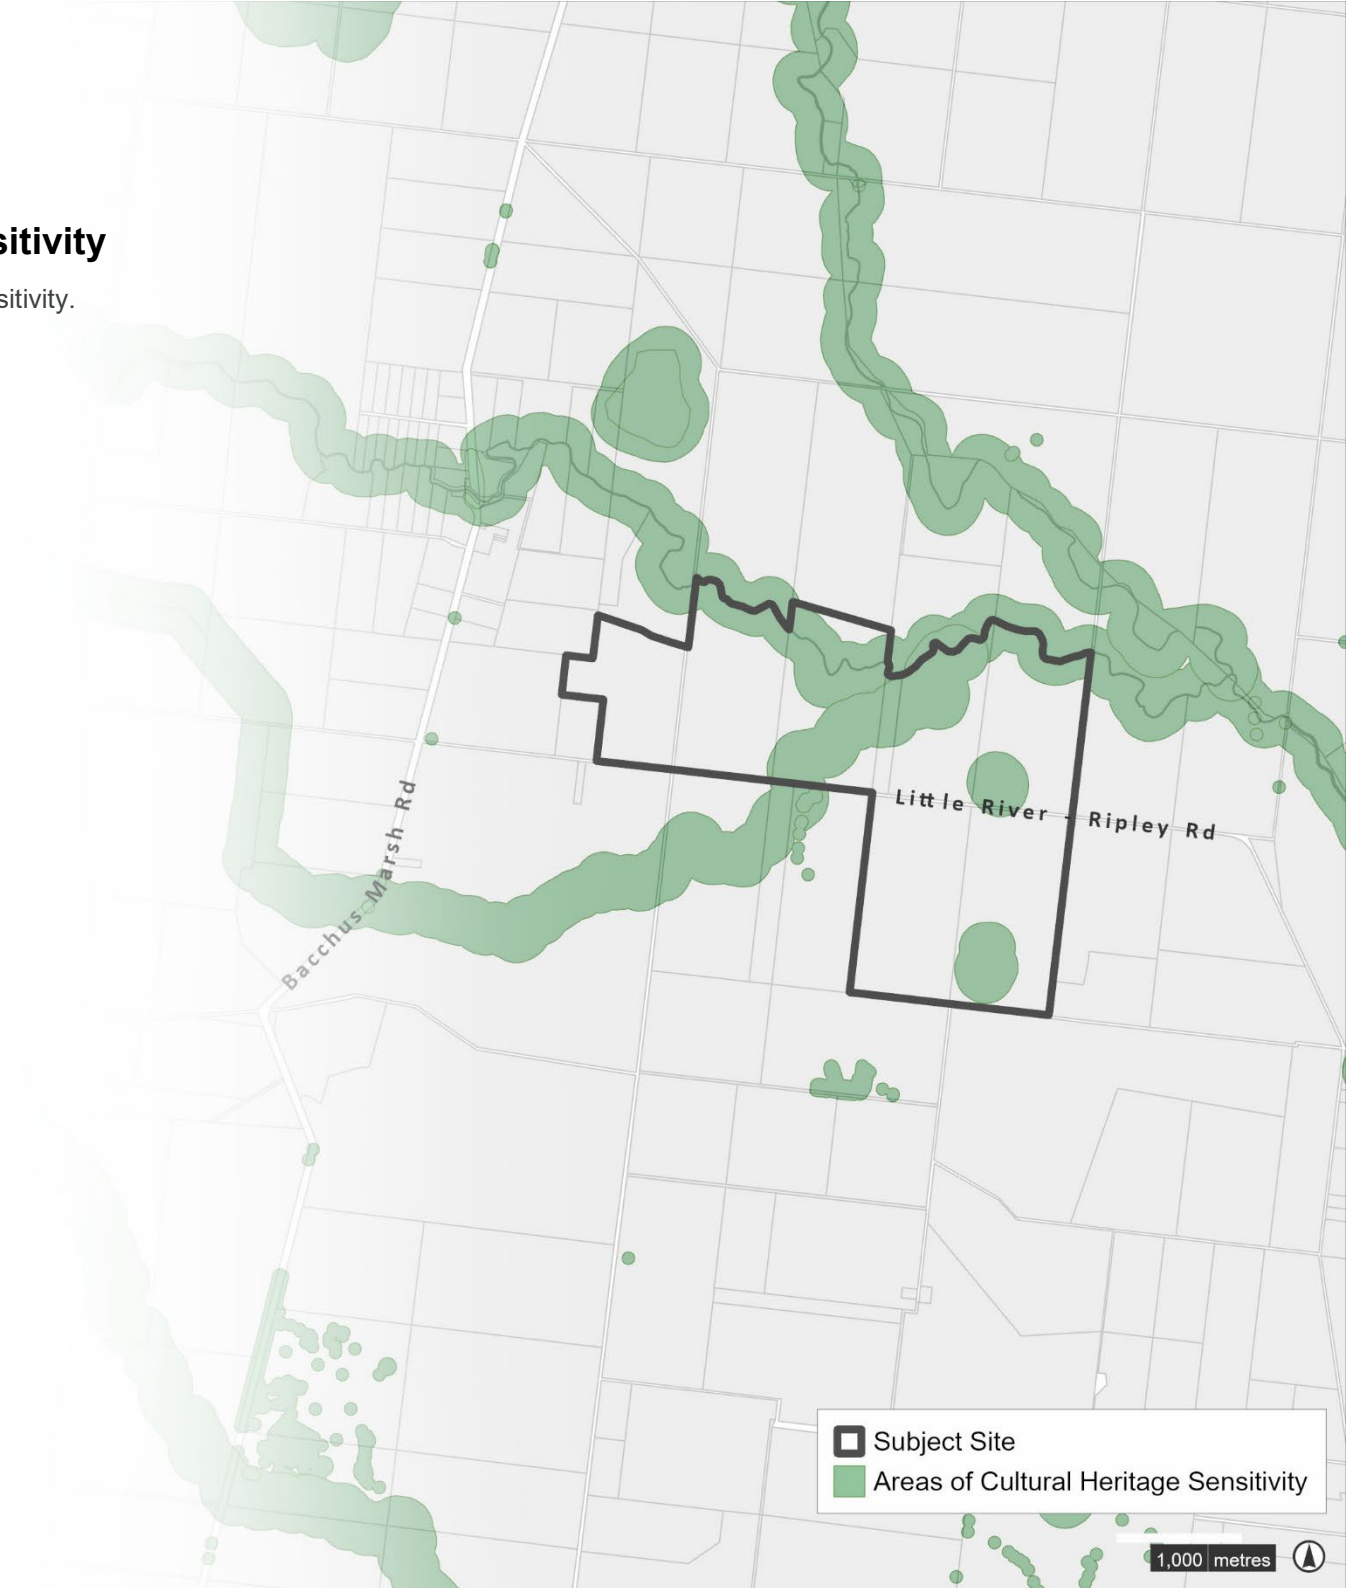 sitivity
sitivity.
Bacchus Marsh Rd
Little River - Ripley Rd
Subject Site
Areas of Cultural Heritage Sensitivity
1,000 metres